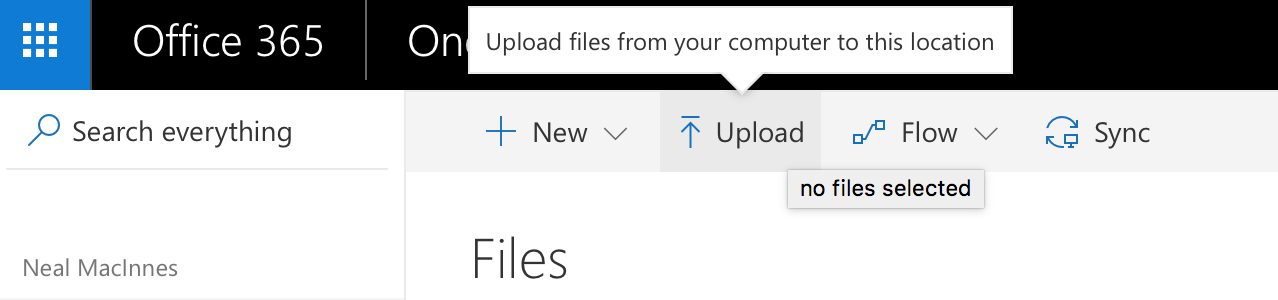 Office 365
On
Upload files from your computer to this location
Search everything
New
Upload
Flow
Sync
no files selected
Files
Neal MacInnes